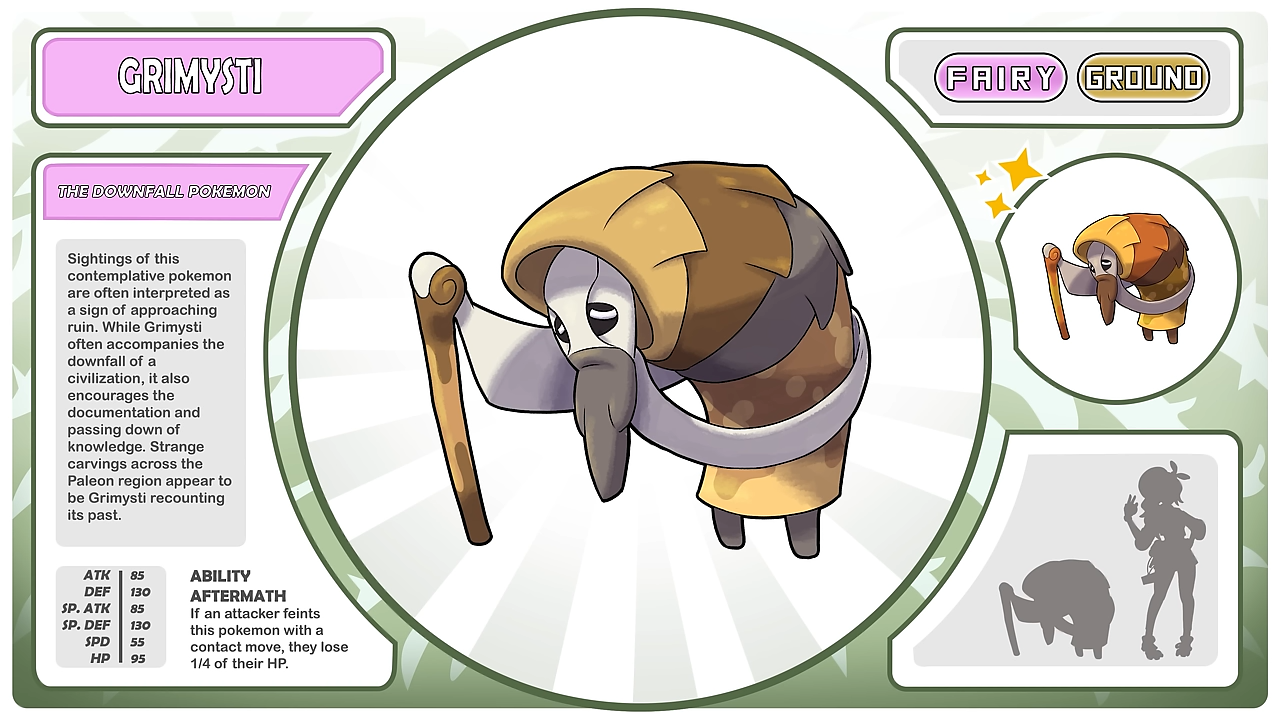 GRIMYSTI
FAIRY GROUND
THE DOWNFALL POKEMON
Sightings of this
contemplative pokemon
are often interpreted as
a sign of approaching
ruin. While Grimysti
often accompanies the
downfall of a
civilization, it also
encourages the
documentation and
passing down of
knowledge. Strange
carvings across the
Paleon region appear to
be Grimysti recounting
its past.
ATK 85
DEF 130
SP. ATK 85
SP. DEF 130
SPD 55
HP 95
ABILITY
AFTERMATH
If an attacker feints
this pokemon with a
contact move, they lose
1/4 of their HP.